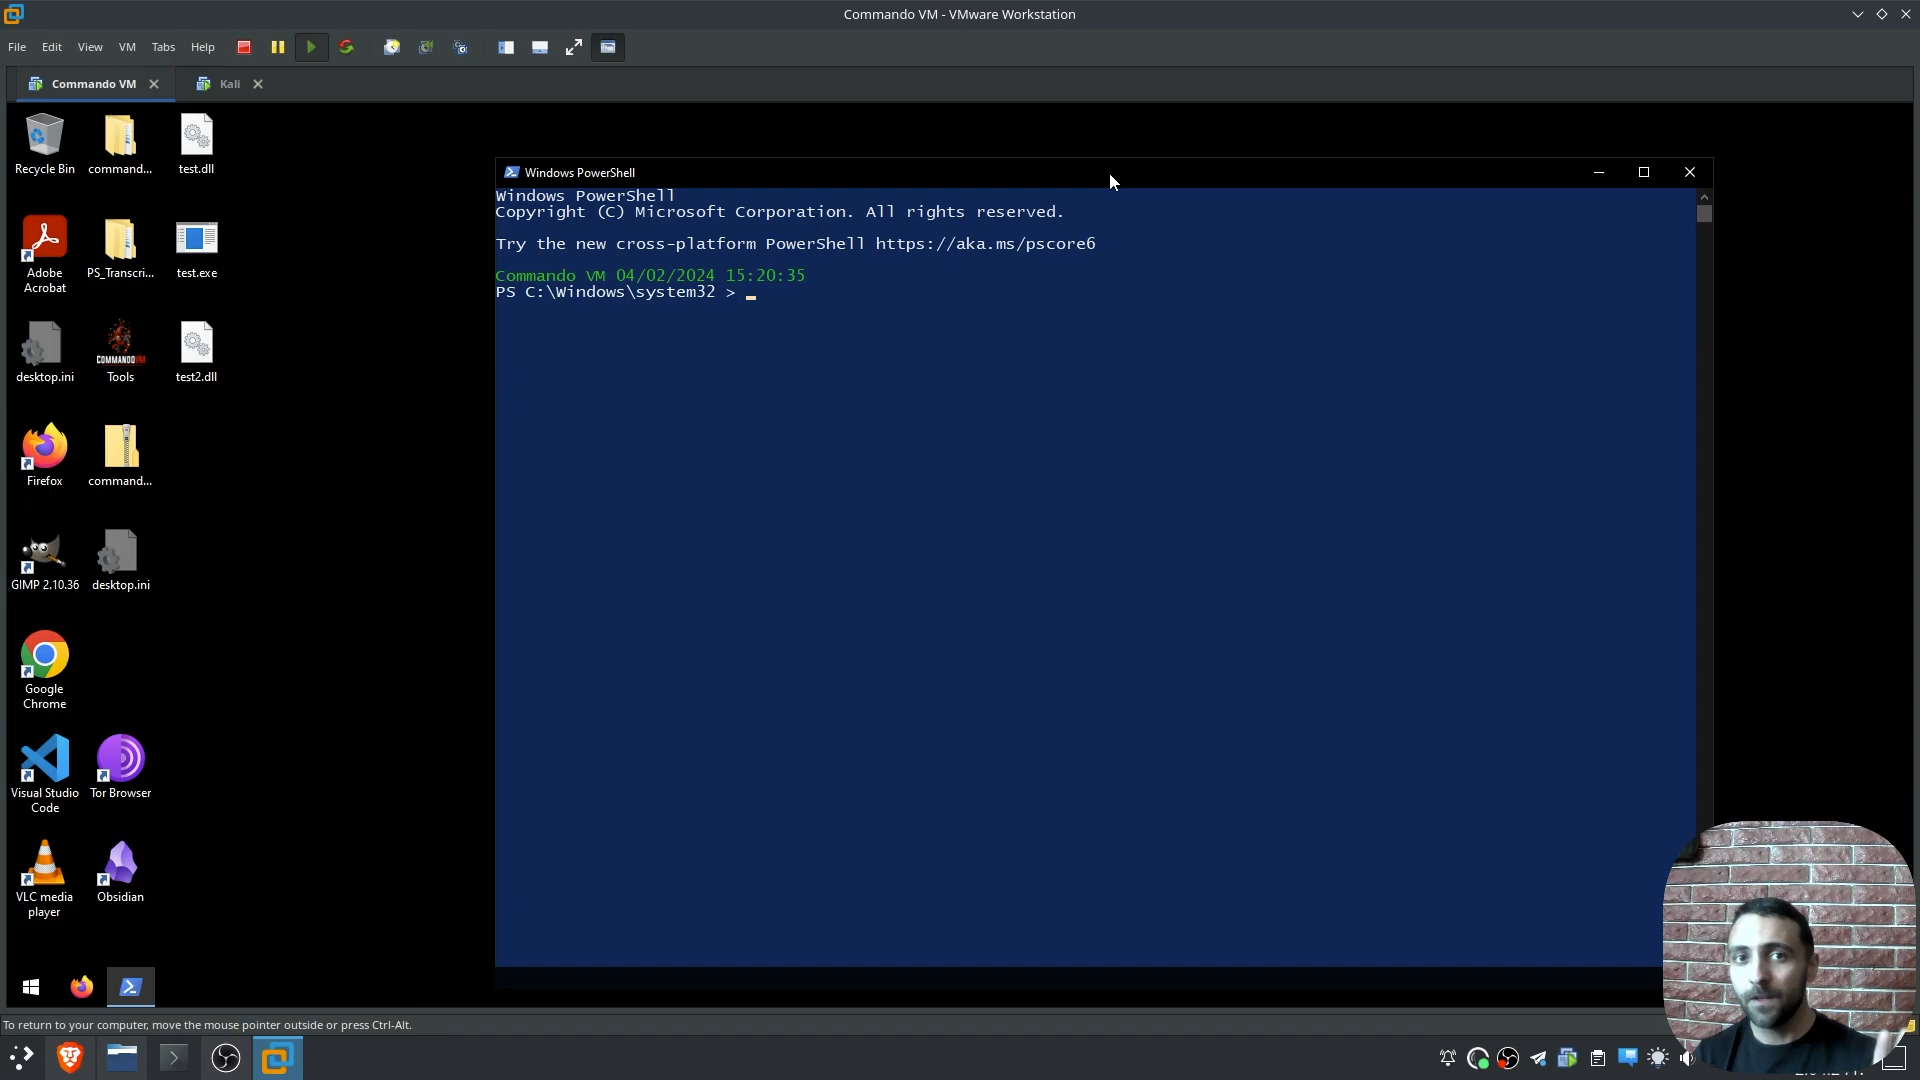 Commando VM - VMware Workstation
File Edit View VM Tabs Help
Commando VM
Kali
Recycle Bin
command...
test.dll
Adobe Acrobat
PS_Transcri...
test.exe
desktop.ini
COMMANDOVM
Tools
test2.dll
Firefox
command...
GIMP 2.10.36
desktop.ini
Google Chrome
Visual Studio Code
Tor Browser
VLC media player
Obsidian
Windows PowerShell
Windows PowerShell
Copyright (C) Microsoft Corporation. All rights reserved.
Try the new cross-platform PowerShell https://aka.ms/pscore6
Commando VM 04/02/2024 15:20:35
PS C:\Windows\system32 >
To return to your computer, move the mouse pointer outside or press Ctrl-Alt.